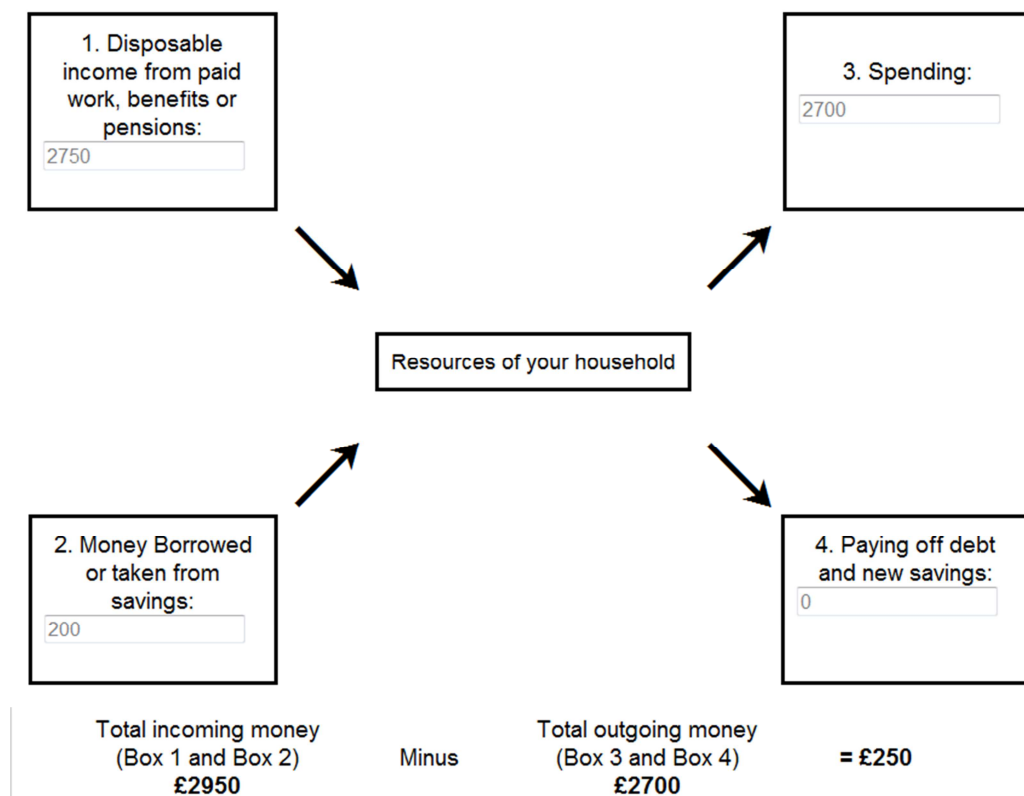 1. Disposable
income from paid
work, benefits or
pensions:
2750
3. Spending:
2700
Resources of your household
2. Money Borrowed
or taken from
savings:
200
4. Paying off debt
and new savings:
0
Total incoming money
(Box 1 and Box 2)
£2950
Minus
Total outgoing money
(Box 3 and Box 4)
£2700
= £250